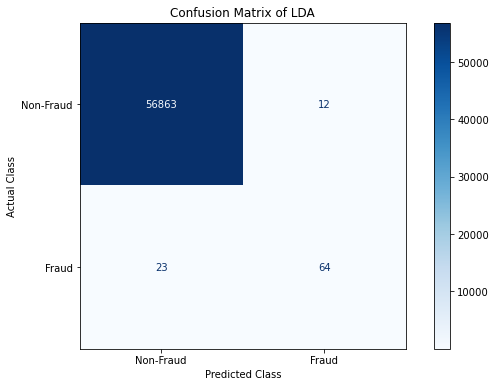 Confusion Matrix of LDA
Non-Fraud
Fraud
Actual Class
56863
12
23
64
Non-Fraud
Fraud
Predicted Class
50000
40000
30000
20000
10000